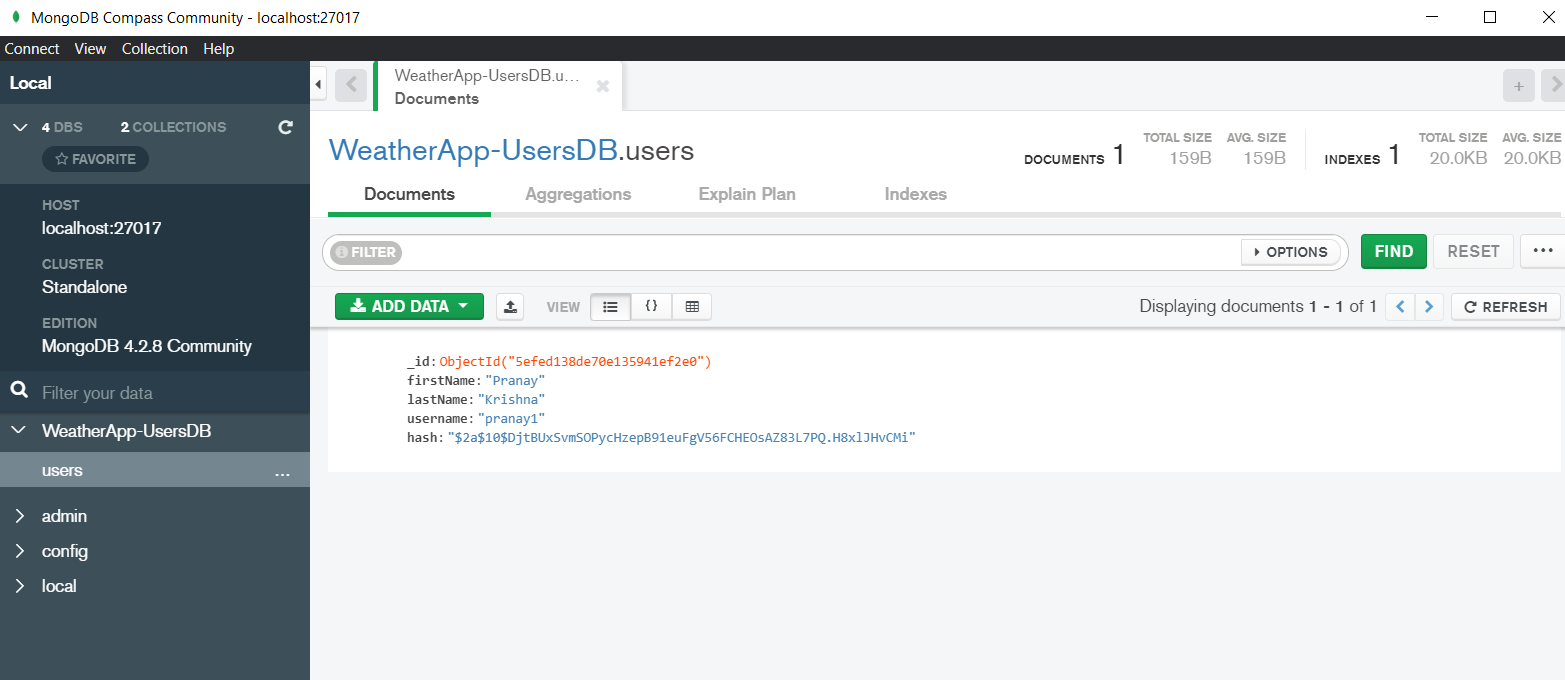 MongoDB Compass Community - localhost:27017
Connect View Collection Help
Local
4 DBS 2 COLLECTIONS
FAVORITE
HOST
localhost:27017
CLUSTER
Standalone
EDITION
MongoDB 4.2.8 Community
Filter your data
WeatherApp-UsersDB
users ...
admin
config
local
WeatherApp-UsersDB.u...
Documents
WeatherApp-UsersDB.users
DOCUMENTS 1 TOTAL SIZE 159B AVG. SIZE 159B INDEXES 1 TOTAL SIZE 20.0KB AVG. SIZE 20.0KB
Documents Aggregations Explain Plan Indexes
FILTER OPTIONS FIND RESET ...
ADD DATA VIEW {} Displaying documents 1 - 1 of 1 REFRESH
_id: ObjectId("5efed138de70e135941ef2e0")
firstName: "Pranay"
lastName: "Krishna"
username: "pranay1"
hash: "$2a$10$DjtBUxSvmSOPycHzepB91euFgV56FCHEOsAZ83L7PQ.H8xlJHvCMi"